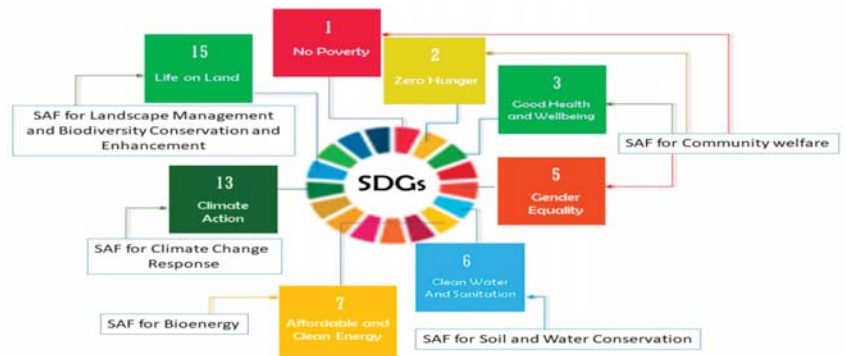 1
No Poverty
2
Zero Hunger
3
Good Health
and Wellbeing
15
Life on Land
SAF for Landscape Management
and Biodiversity Conservation and
Enhancement
SAF for Community welfare
SDGs
5
Gender
Equality
13
Climate
Action
SAF for Climate Change
Response
6
Clean Water
And Sanitation
7
Affordable and
Clean Energy
SAF for Bioenergy
SAF for Soil and Water Conservation